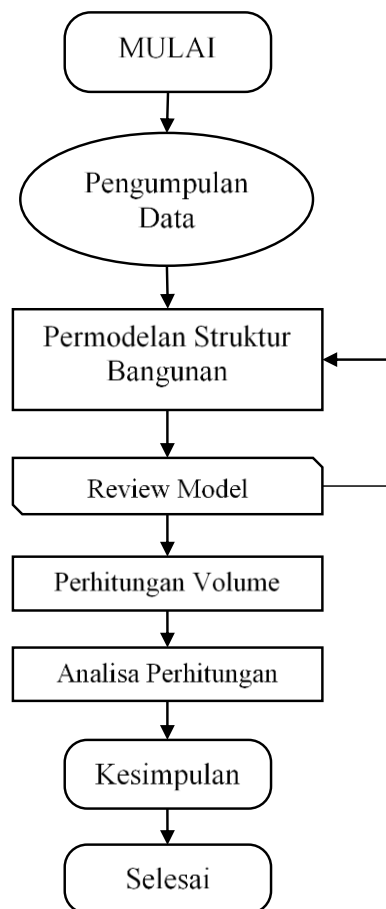 MULAI
Pengumpulan
Data
Permodelan Struktur
Bangunan
Review Model
Perhitungan Volume
Analisa Perhitungan
Kesimpulan
Selesai